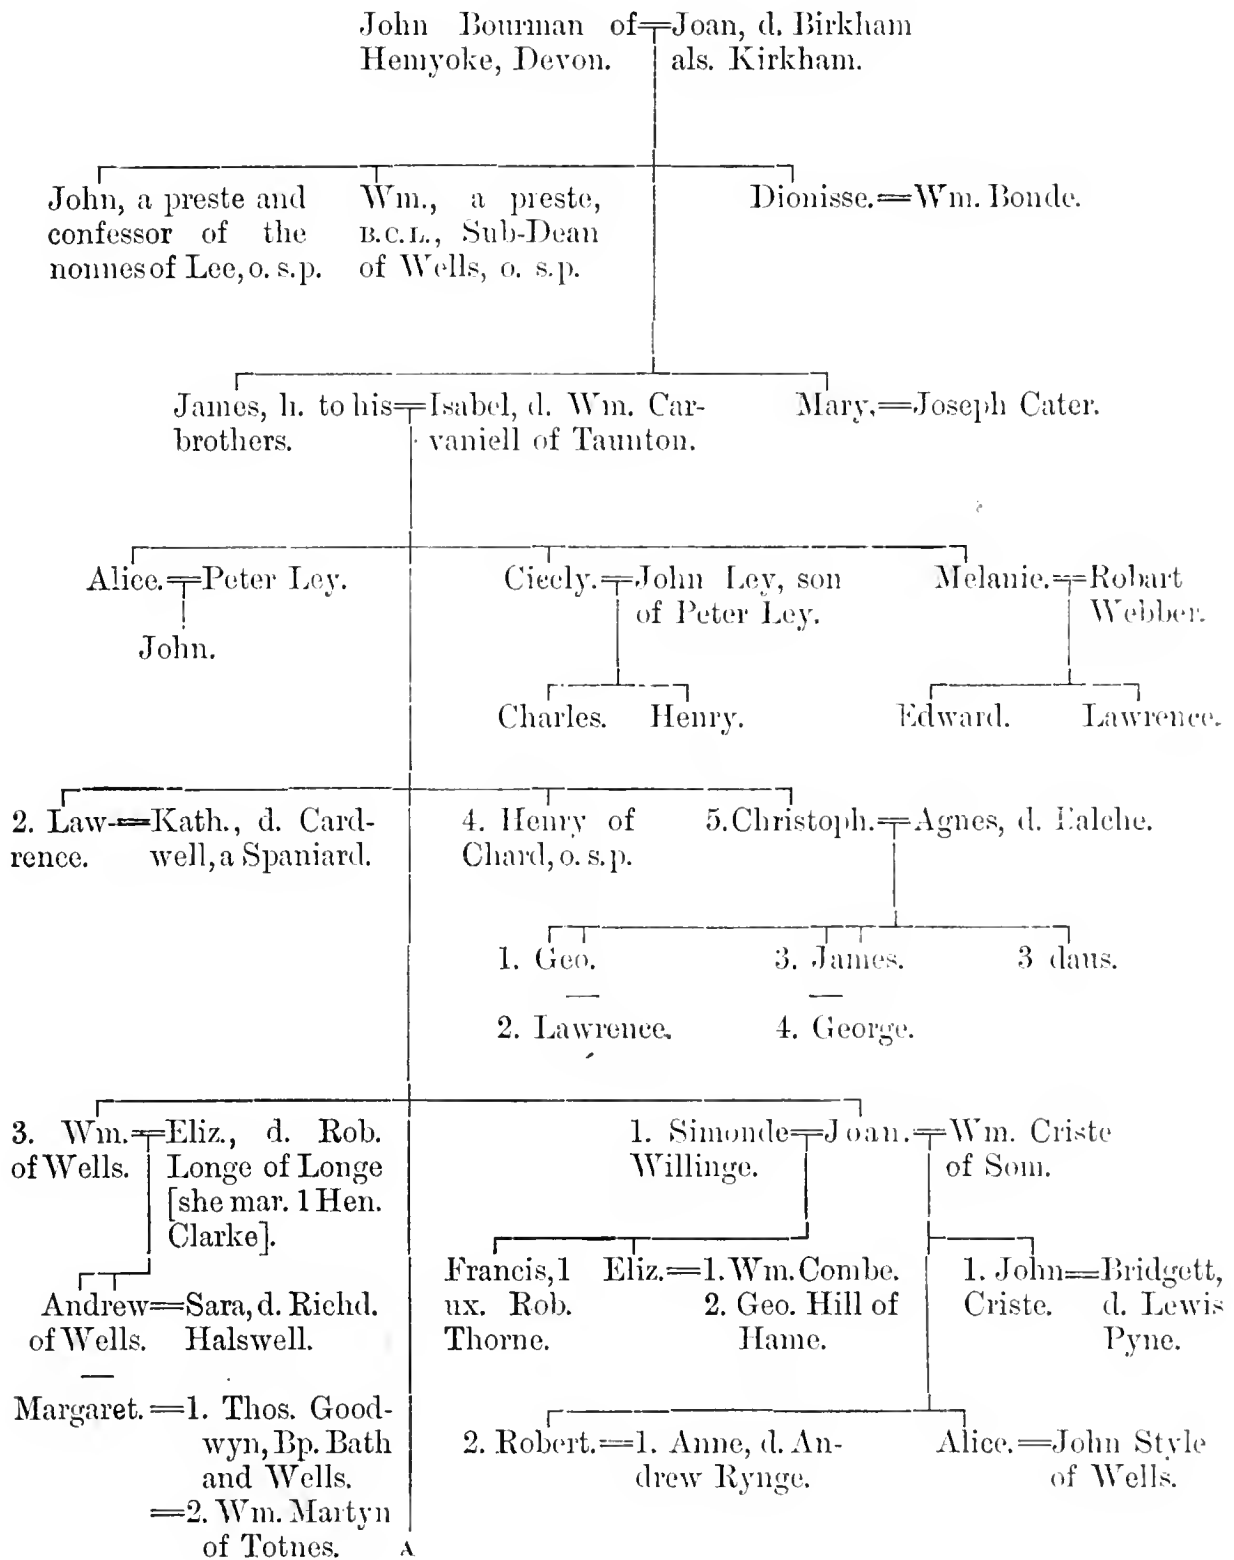 John Bourman of=Joan, d. Birkham
Hemyoke, Devon. als. Kirkham.
John, a preste and Wm., a preste, Dionisse.=Wm. Bonde.
confessor of the B.C.L., Sub-Dean
nonnes of Lee, o. s.p. of Wells, o. s.p.
James, h. to his=Isabel, d. Wm. Car- Mary.=Joseph Cater.
brothers. vaniell of Taunton.
Alice.=Peter Ley. Cicely.=John Ley, son Melanie.=Robart
of Peter Ley. Webber.
John.
Charles. Henry. Edward. Lawrence.
2. Law-=Kath., d. Card- 4. Henry of 5. Christoph.=Agnes, d.
rence. well, a Spaniard. Chard, o. s.p.
1. Geo. 3. James. 3 daus.
2. Lawrence. 4. George.
3. Wm.=Eliz., d. Rob. 1. Simonde=Joan.=Wm. Criste
of Wells. Longe of Longe Willinge. of Som.
[she mar. 1 Hen.
Clarke].
Francis, 1 Eliz.=1. Wm. Combe. 1. John=Bridgett,
ux. Rob. 2. Geo. Hill of Criste. d. Lewis
Thorne. Hame. Pyne.
Andrew=Sara, d. Richd.
of Wells. Halswell.
Margaret.=1. Thos. Good-
wyn, Bp. Bath
and Wells.
=2. Wm. Martyn
of Totnes.
2. Robert.=1. Anne, d. An- Alice.=John Style
drew Rynge. of Wells.
A